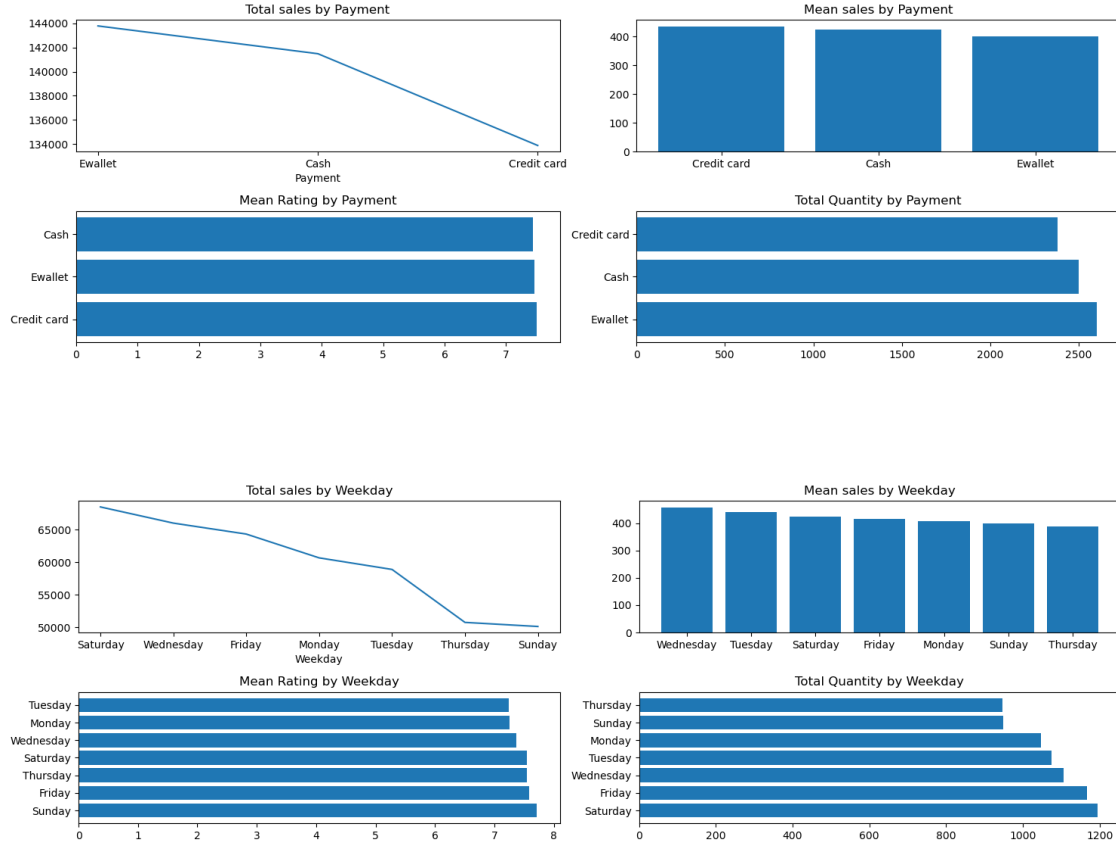 Total sales by Payment
144000
142000
140000
138000
136000
134000
Ewallet Cash Credit card
Payment
Mean sales by Payment
400
300
200
100
0
Credit card Cash Ewallet
Mean Rating by Payment
Cash
Ewallet
Credit card
0 1 2 3 4 5 6 7
Total Quantity by Payment
Credit card
Cash
Ewallet
0 500 1000 1500 2000 2500
Total sales by Weekday
65000
60000
55000
50000
Saturday Wednesday Friday Monday Tuesday Thursday Sunday
Weekday
Mean sales by Weekday
400
300
200
100
0
Wednesday Tuesday Saturday Friday Monday Sunday Thursday
Mean Rating by Weekday
Tuesday
Monday
Wednesday
Saturday
Thursday
Friday
Sunday
0 1 2 3 4 5 6 7 8
Total Quantity by Weekday
Thursday
Sunday
Monday
Tuesday
Wednesday
Friday
Saturday
0 200 400 600 800 1000 1200